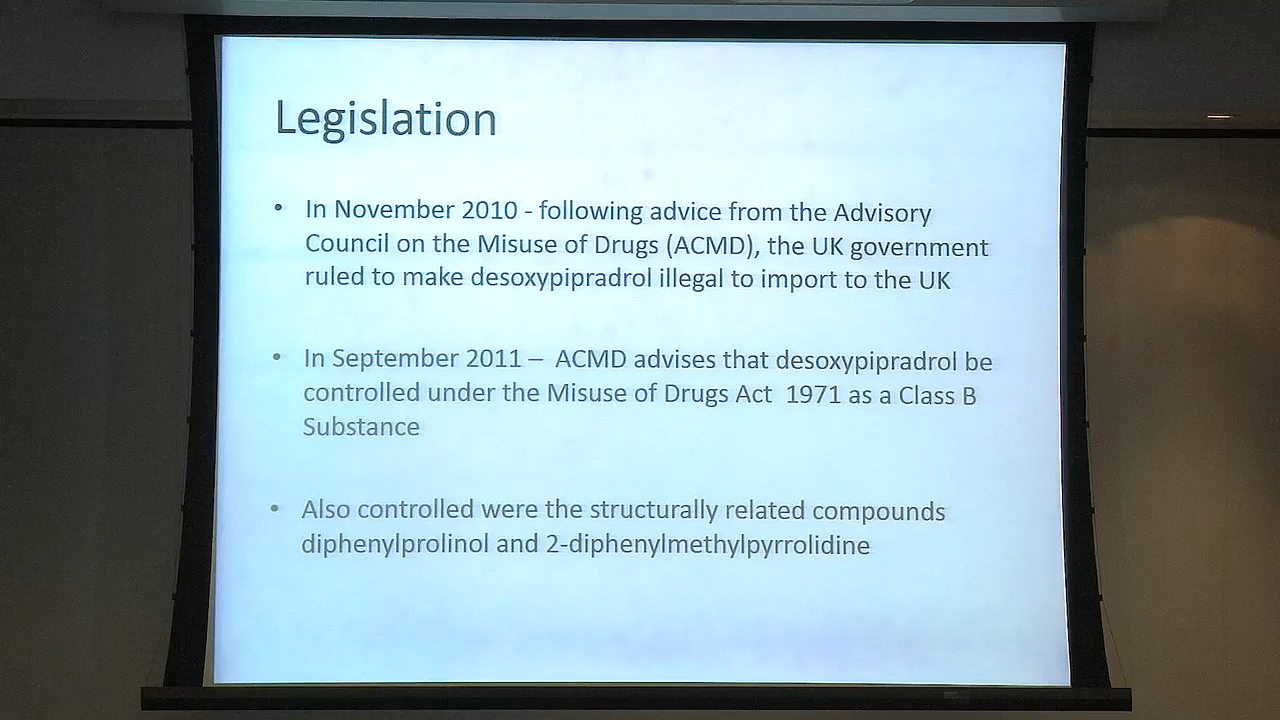 Legislation
• In November 2010 - following advice from the Advisory
Council on the Misuse of Drugs (ACMD), the UK government
ruled to make desoxypipradrol illegal to import to the UK
• In September 2011 –  ACMD advises that desoxypipradrol be
controlled under the Misuse of Drugs Act  1971 as a Class B
Substance
• Also controlled were the structurally related compounds
diphenylprolinol and 2-diphenylmethylpyrrolidine